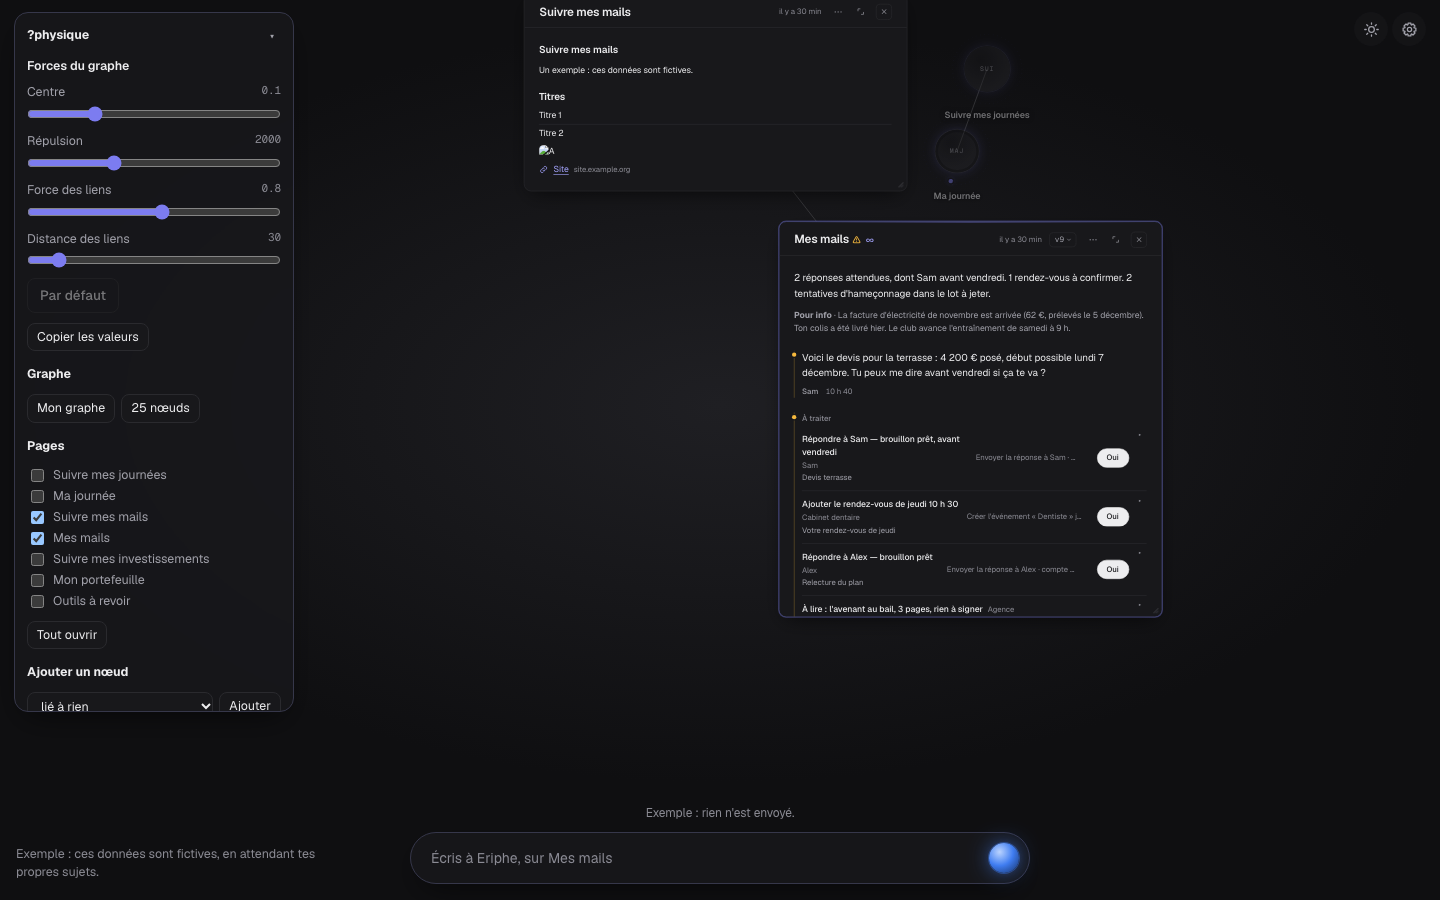 ?physique
Forces du graphe
Centre 0.1
Répulsion 2000
Force des liens 0.8
Distance des liens 30
Par défaut
Copier les valeurs
Graphe
Mon graphe 25 nœuds
Pages
Suivre mes journées
Ma journée
Suivre mes mails
Mes mails
Suivre mes investissements
Mon portefeuille
Outils à revoir
Tout ouvrir
Ajouter un nœud
lié à rien Ajouter
Exemple : ces données sont fictives, en attendant tes
propres sujets.
Suivre mes mails il y a 30 min
Suivre mes mails
Un exemple : ces données sont fictives.
Titres
Titre 1
Titre 2
A
Site site.example.org
SUI
Suivre mes journées
MAJ
Ma journée
Mes mails il y a 30 min v9
2 réponses attendues, dont Sam avant vendredi. 1 rendez-vous à confirmer. 2
tentatives d'hameçonnage dans le lot à jeter.
Pour info · La facture d'électricité de novembre est arrivée (62 €, prélevés le 5 décembre).
Ton colis a été livré hier. Le club avance l'entraînement de samedi à 9 h.
Voici le devis pour la terrasse : 4 200 € posé, début possible lundi 7
décembre. Tu peux me dire avant vendredi si ça te va ?
Sam 10 h 40
À traiter
Répondre à Sam — brouillon prêt, avant
vendredi
Sam
Devis terrasse
Envoyer la réponse à Sam · ...
Oui
Ajouter le rendez-vous de jeudi 10 h 30
Cabinet dentaire
Votre rendez-vous de jeudi
Créer l'événement « Dentiste » j...
Oui
Répondre à Alex — brouillon prêt
Alex
Relecture du plan
Envoyer la réponse à Alex · compte ...
Oui
À lire : l'avenant au bail, 3 pages, rien à signer Agence
Exemple : rien n'est envoyé.
Écris à Eriphe, sur Mes mails